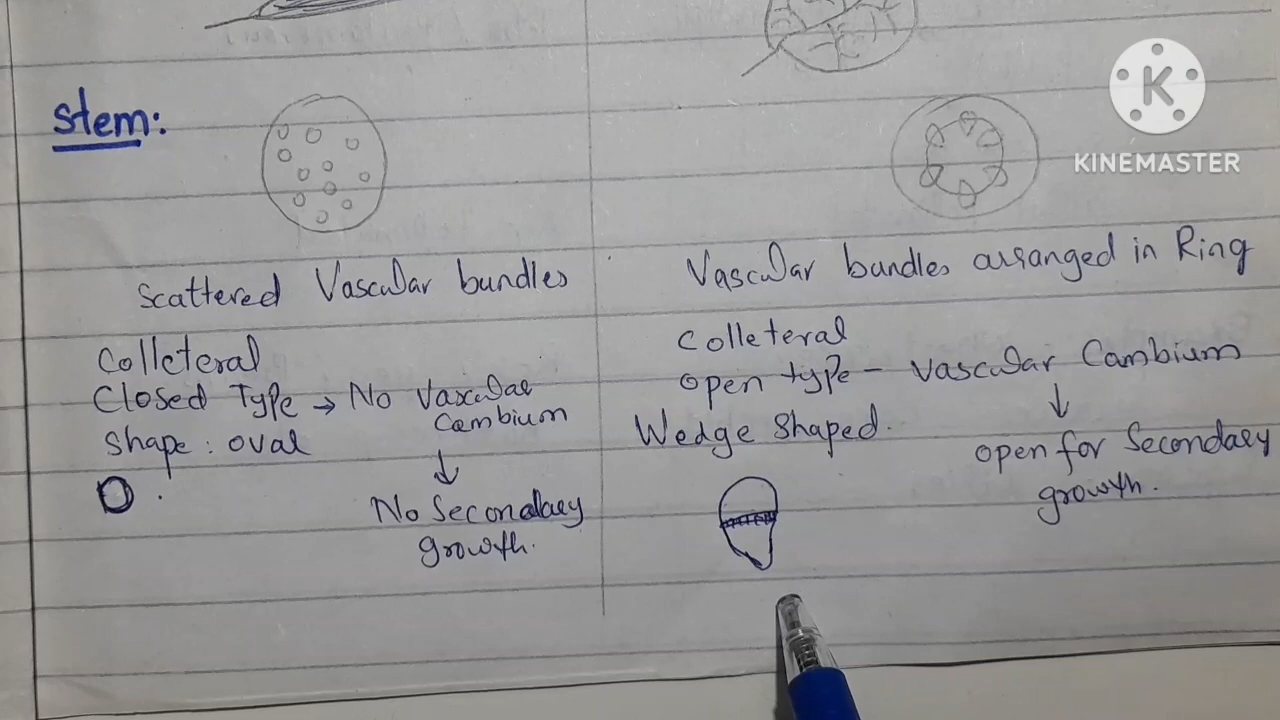 Stem:
Scattered Vascular bundles
Colleteral
Closed Type → No Vascular
Cambium
Shape : oval
↓
No Secondary
growth.
Vascular bundles arranged in Ring
Colleteral
open type - vascular Cambium
↓
Wedge Shaped.
open for Secondary
growth.
K
KINEMASTER